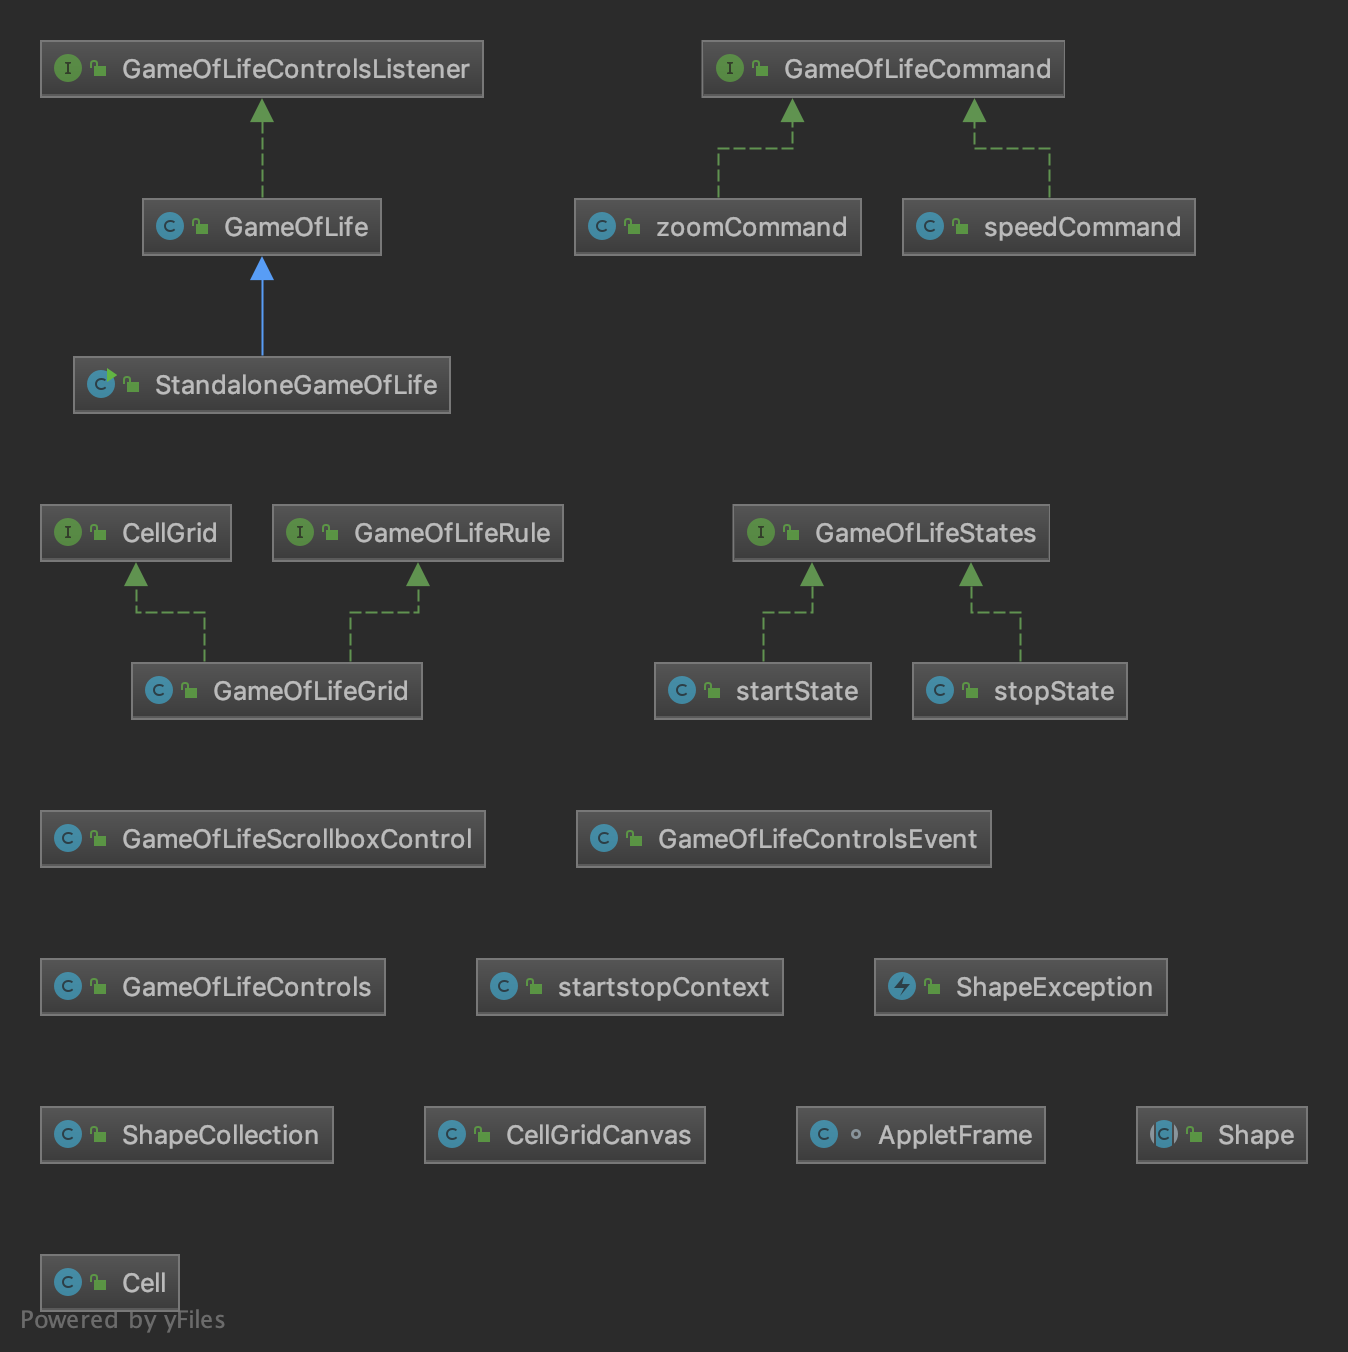 GameOfLifeControlsListener
GameOfLifeCommand
GameOfLife
zoomCommand
speedCommand
StandaloneGameOfLife
CellGrid
GameOfLifeRule
GameOfLifeStates
GameOfLifeGrid
startState
stopState
GameOfLifeScrollboxControl
GameOfLifeControlsEvent
GameOfLifeControls
startstopContext
ShapeException
ShapeCollection
CellGridCanvas
AppletFrame
Shape
Cell
Powered by yFiles